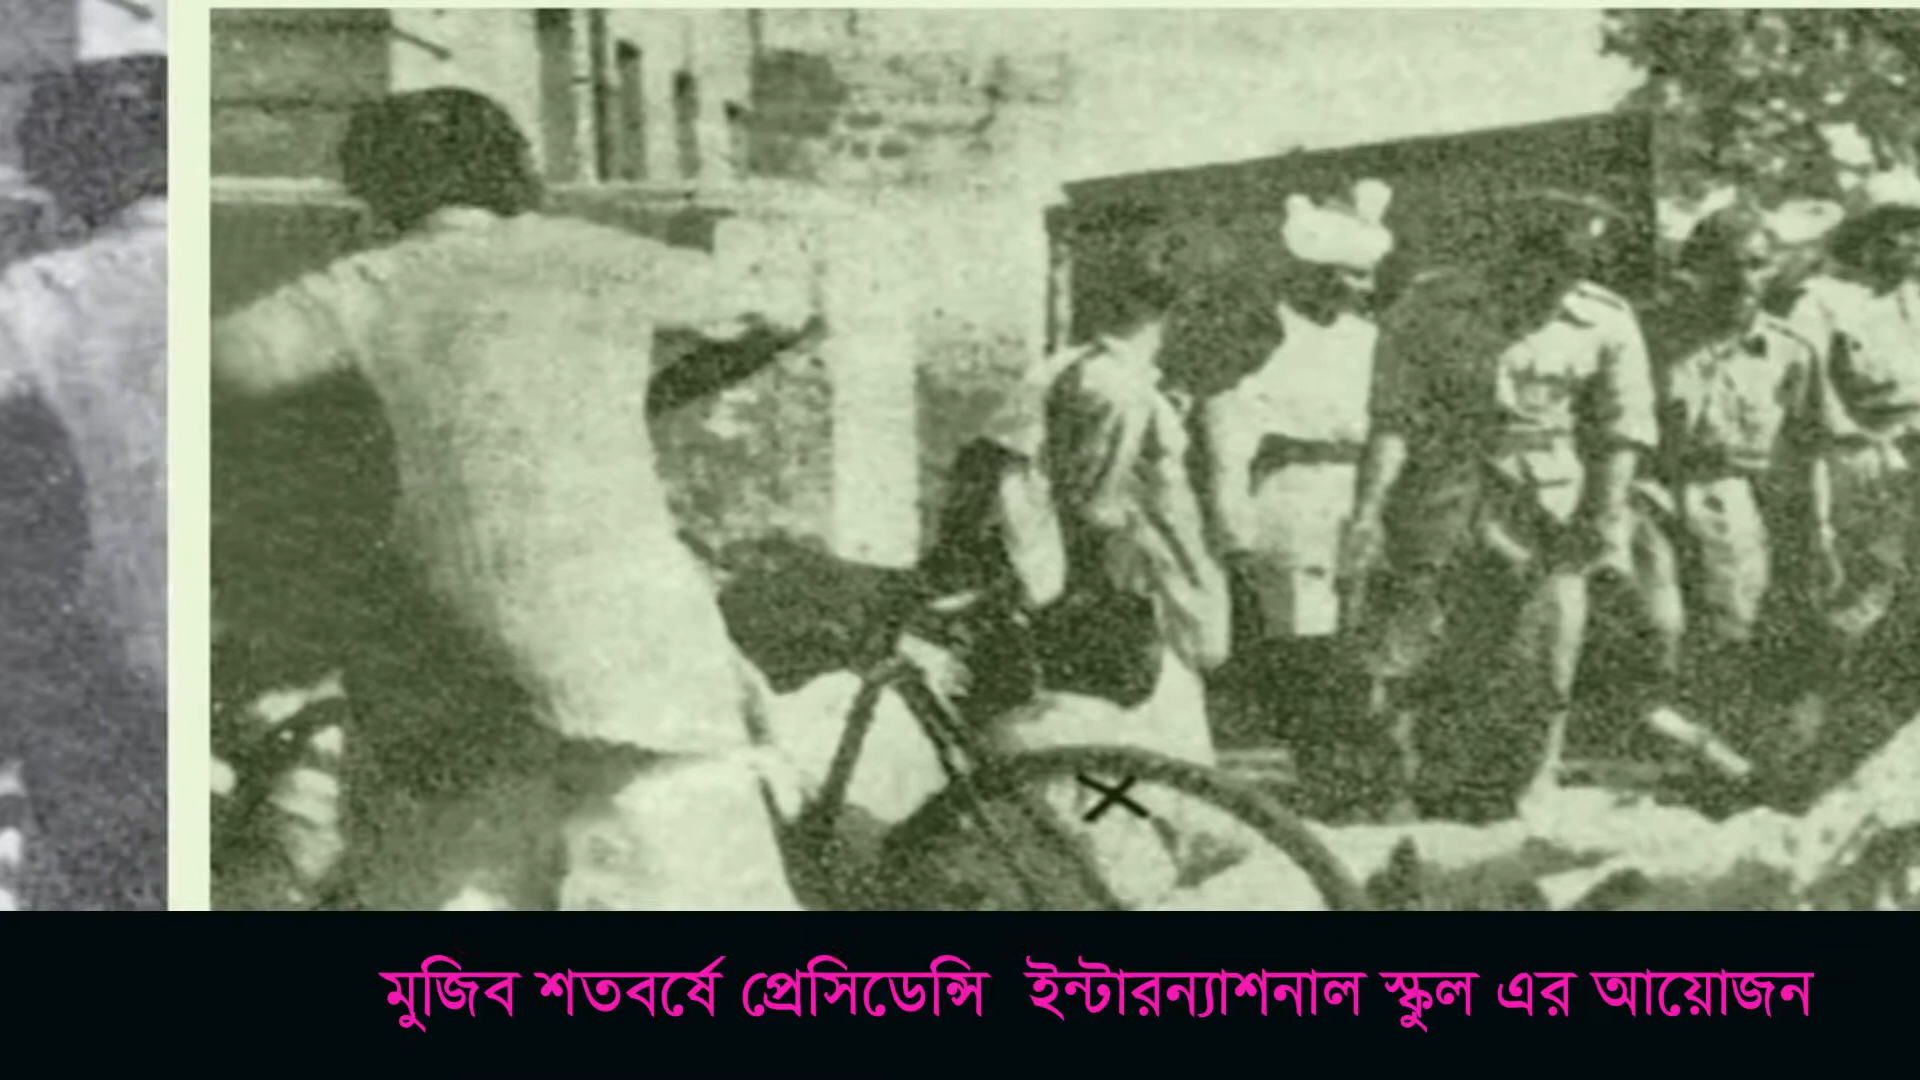 মুজিব শতবর্ষে প্রেসিডেন্সি ইন্টারন্যাশনাল স্কুল এর আয়োজন